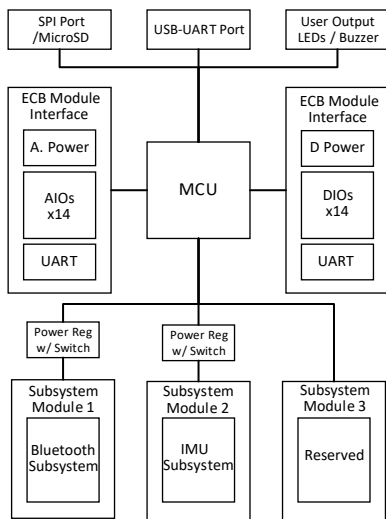 SPI Port
/MicroSD
USB-UART Port
User Output
LEDs / Buzzer
ECB Module
Interface
A. Power
AIOs
x14
UART
MCU
ECB Module
Interface
D Power
DIOs
x14
UART
Power Reg
w/ Switch
Power Reg
w/ Switch
Subsystem
Module 1
Bluetooth
Subsystem
Subsystem
Module 2
IMU
Subsystem
Subsystem
Module 3
Reserved